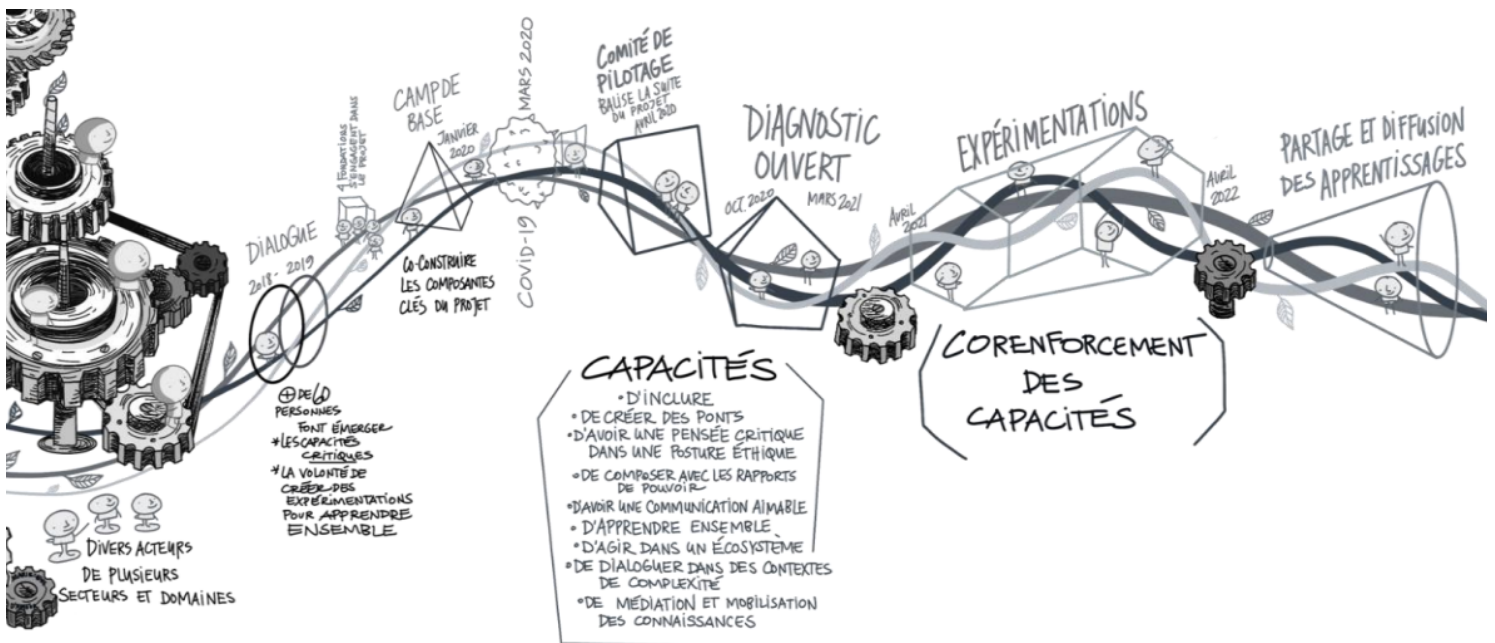 DIALOGUE
2018 - 2019
⊕ DE 60
PERSONNES
FONT ÉMERGER
*LES CAPACITÉS
CRITIQUES
*LA VOLONTÉ DE
CRÉER DES
EXPÉRIMENTATIONS
POUR APPRENDRE
ENSEMBLE
DIVERS ACTEURS
DE PLUSIEURS
SECTEURS ET DOMAINES
4 FONDATIONS
S'ENGAGENT DANS
LE PROJET
CAMP DE
BASE
JANVIER
2020
CO-CONSTRUIRE
LES COMPOSANTES
CLÉS DU PROJET
MARS 2020
COVID-19
COMITÉ DE
PILOTAGE
BALISE LA SUITE
DU PROJET
AVRIL 2020
DIAGNOSTIC
OUVERT
OCT. 2020
MARS 2021
CAPACITÉS
• D'INCLURE
• DE CRÉER DES PONTS
• D'AVOIR UNE PENSÉE CRITIQUE
DANS UNE POSTURE ÉTHIQUE
• DE COMPOSER AVEC LES RAPPORTS
DE POUVOIR
• D'AVOIR UNE COMMUNICATION AIMABLE
• D'APPRENDRE ENSEMBLE
• D'AGIR DANS UN ÉCOSYSTÈME
• DE DIALOGUER DANS DES CONTEXTES
DE COMPLEXITÉ
• DE MÉDIATION ET MOBILISATION
DES CONNAISSANCES
EXPÉRIMENTATIONS
AVRIL
2021
AVRIL
2022
CORENFORCEMENT
DES
CAPACITÉS
PARTAGE ET DIFFUSION
DES APPRENTISSAGES